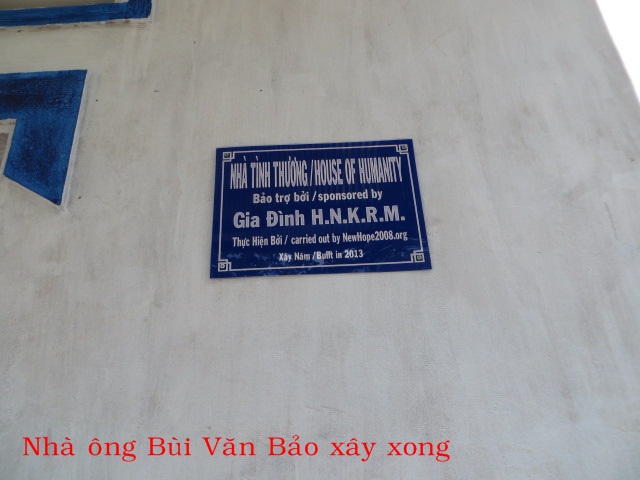 NHÀ TÌNH THƯƠNG /HOUSE OF HUMANITY
Bảo trợ bởi /sponsored by
Gia Đình H.N.K.R.M.
Thực Hiện Bởi / carried out by NewHope2008.org
Xây Năm /Bufft in 2013
Nhà ông Bùi Văn Bảo xây xong